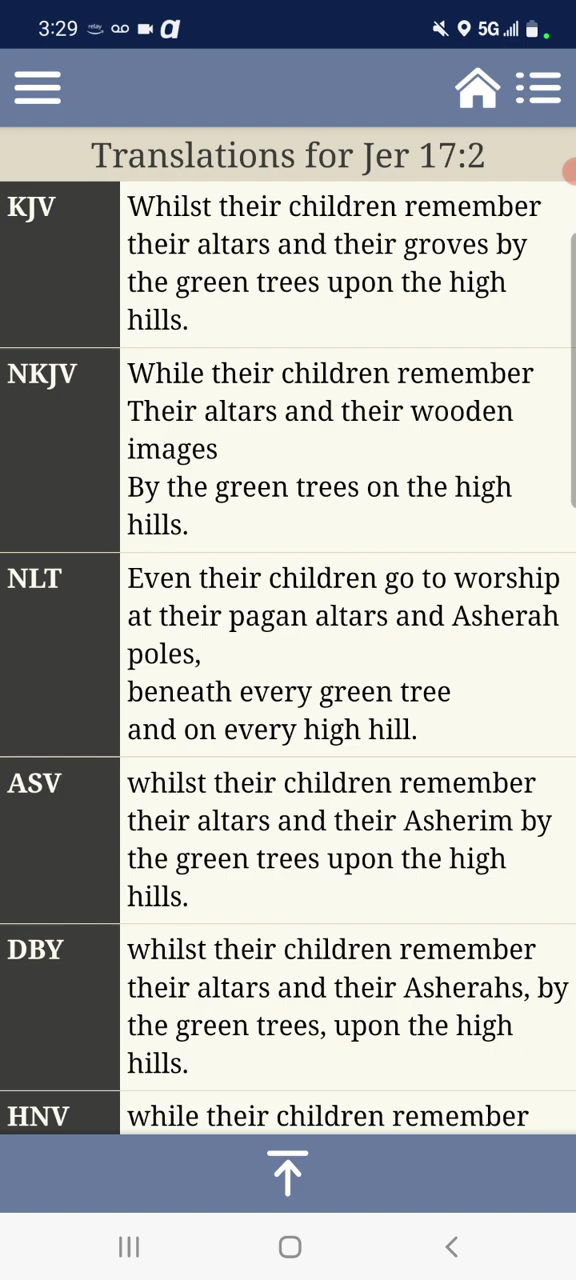 3:29 relay a 5G
Translations for Jer 17:2
KJV
Whilst their children remember
their altars and their groves by
the green trees upon the high
hills.
NKJV
While their children remember
Their altars and their wooden
images
By the green trees on the high
hills.
NLT
Even their children go to worship
at their pagan altars and Asherah
poles,
beneath every green tree
and on every high hill.
ASV
whilst their children remember
their altars and their Asherim by
the green trees upon the high
hills.
DBY
whilst their children remember
their altars and their Asherahs, by
the green trees, upon the high
hills.
HNV
while their children remember